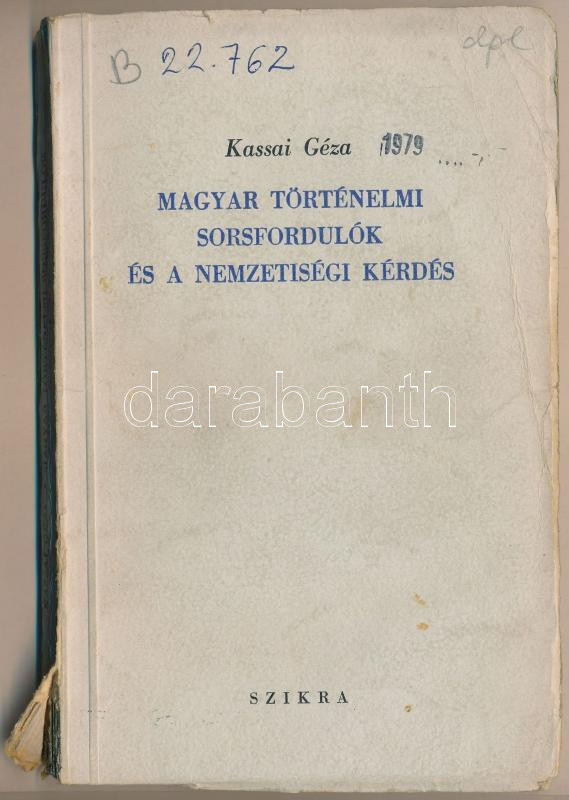 B 22.762
dpl
Kassai Géza 1979
MAGYAR TÖRTÉNELMI
SORSFORDULÓK
ÉS A NEMZETISÉGI KÉRDÉS
darabanth
SZIKRA